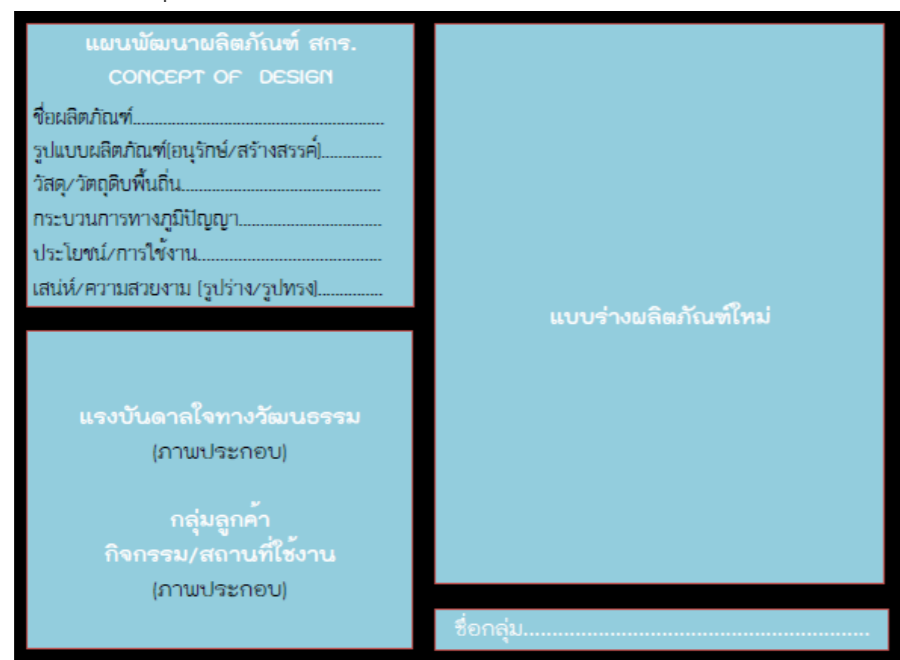 แผนพัฒนาผลิตภัณฑ์ สกร.
CONCEPT OF DESIGN
ชื่อผลิตภัณฑ์...........................................................
รูปแบบผลิตภัณฑ์(อนุรักษ์/สร้างสรรค์)..............
วัสดุ/วัตถุดิบพื้นถิ่น...............................................
กระบวนการทางภูมิปัญญา..................................
ประโยชน์/การใช้งาน............................................
เสน่ห์/ความสวยงาม (รูปร่าง/รูปทรง)...............
แรงบันดาลใจทางวัฒนธรรม
(ภาพประกอบ)
กลุ่มลูกค้า
กิจกรรม/สถานที่ใช้งาน
(ภาพประกอบ)
แบบร่างผลิตภัณฑ์ใหม่
ชื่อกลุ่ม............................................................